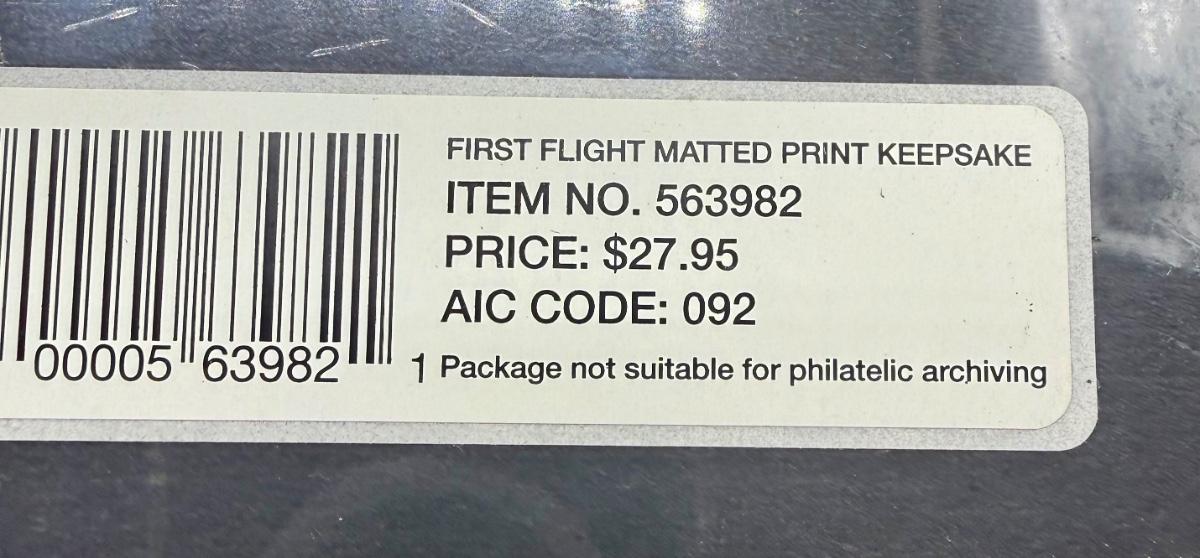 FIRST FLIGHT MATTED PRINT KEEPSAKE
ITEM NO. 563982
PRICE: $27.95
AIC CODE: 092
00005 63982 1
Package not suitable for philatelic archiving